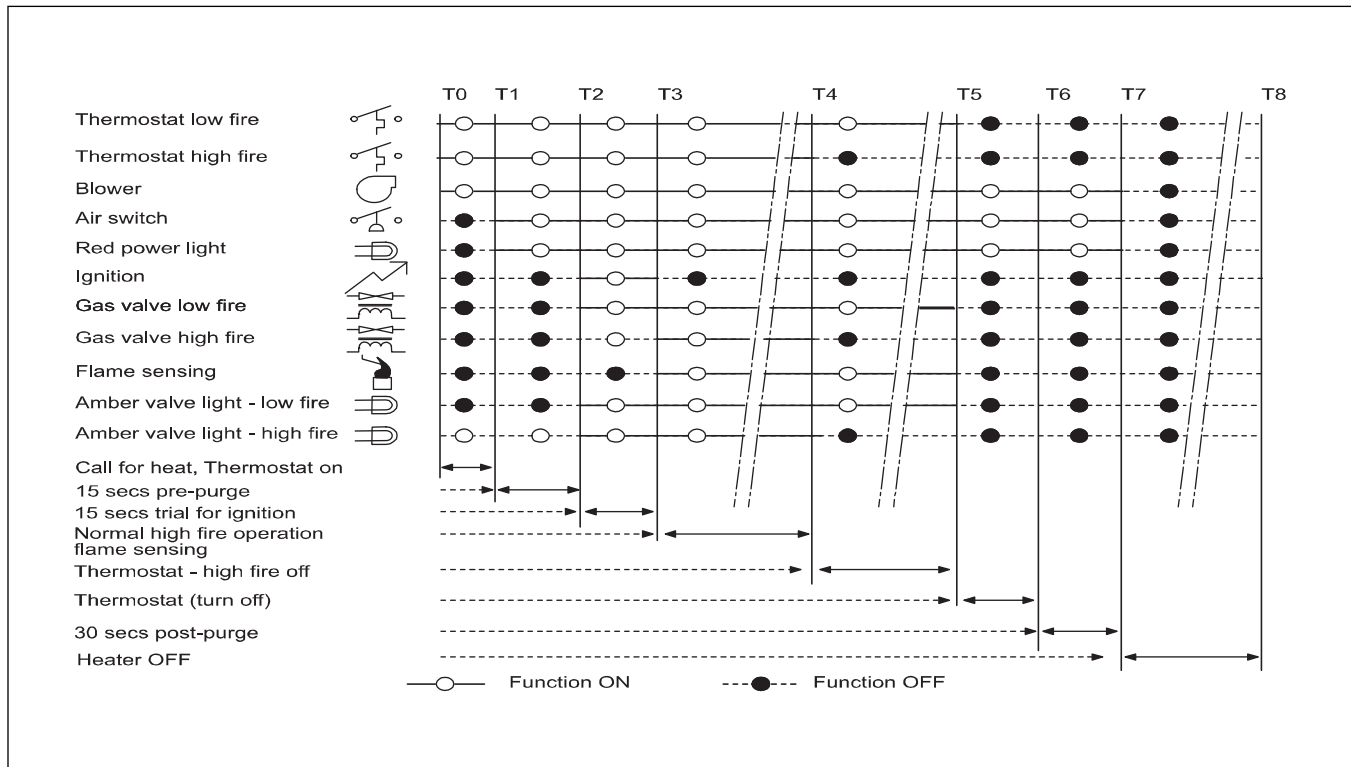 T0 T1 T2 T3 T4 T5 T6 T7 T8
Thermostat low fire
Thermostat high fire
Blower
Air switch
Red power light
Ignition
Gas valve low fire
Gas valve high fire
Flame sensing
Amber valve light - low fire
Amber valve light - high fire
Call for heat, Thermostat on
15 secs pre-purge
15 secs trial for ignition
Normal high fire operation
flame sensing
Thermostat - high fire off
Thermostat (turn off)
30 secs post-purge
Heater OFF
Function ON Function OFF